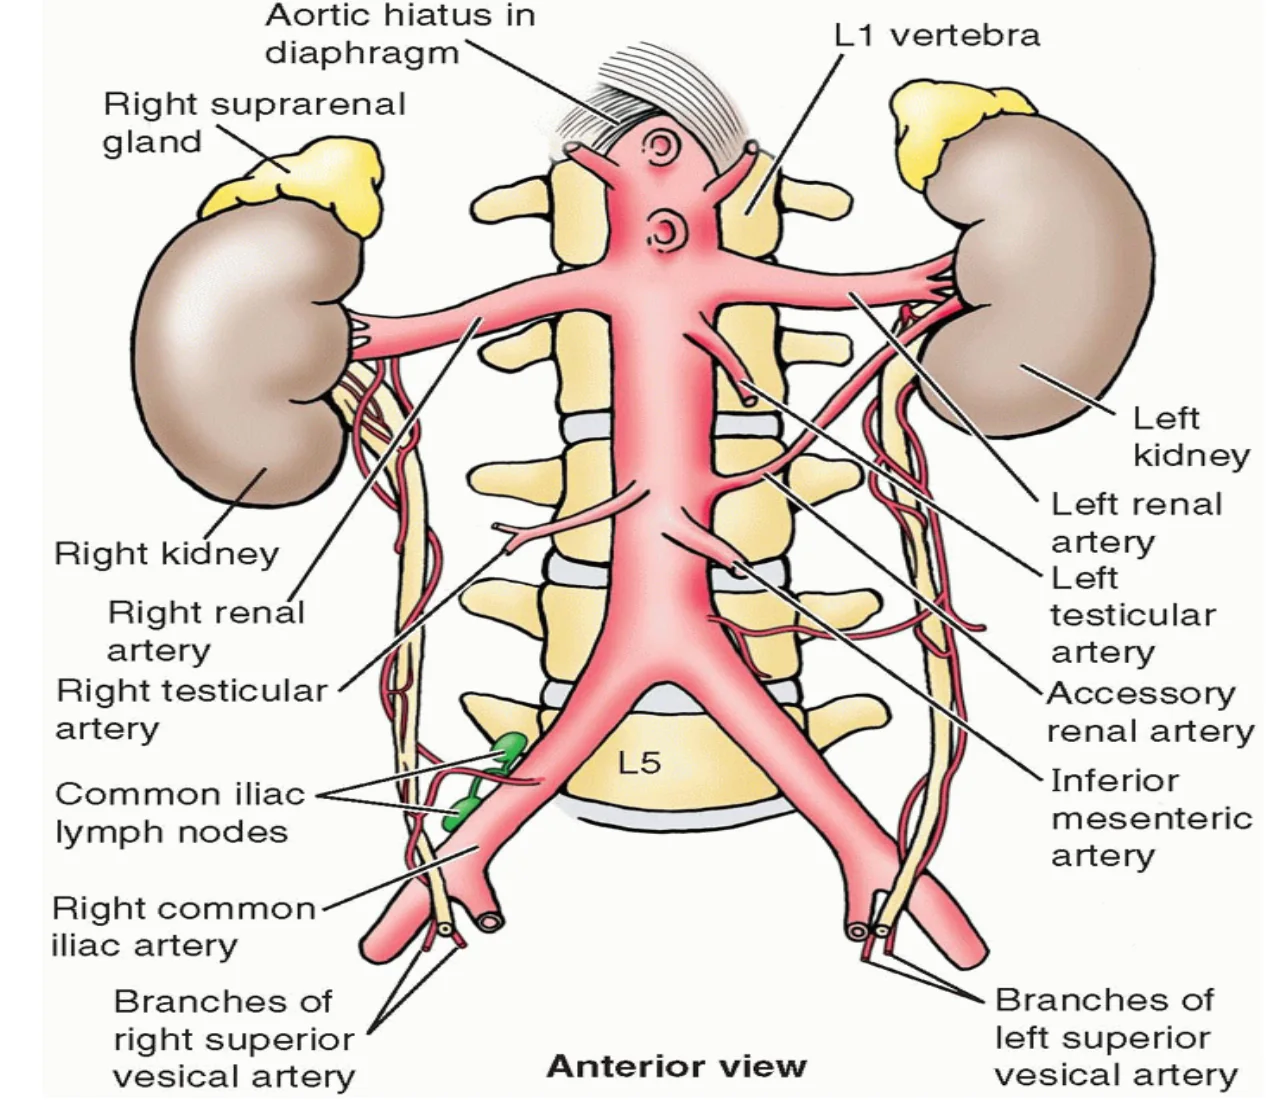 Aortic hiatus in
diaphragm
L1 vertebra
Right suprarenal
gland
Left
kidney
Left renal
artery
Left
testicular
artery
Accessory
renal artery
Inferior
mesenteric
artery
Right kidney
Right renal
artery
Right testicular
artery
L5
Common iliac
lymph nodes
Right common
iliac artery
Branches of
right superior
vesical artery
Anterior view
Branches of
left superior
vesical artery